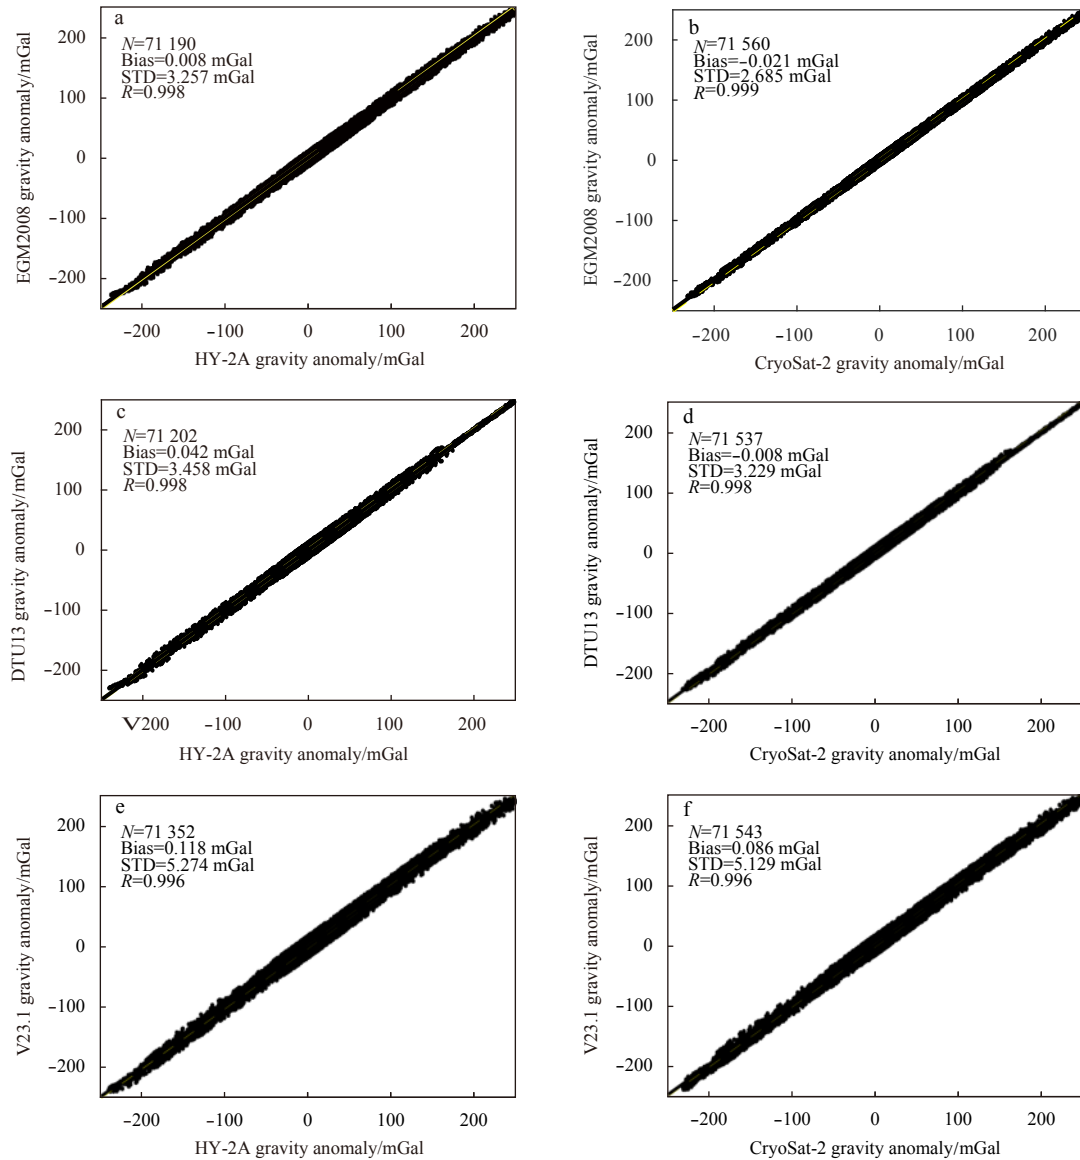 a
N=71 190
Bias=0.008 mGal
STD=3.257 mGal
R=0.998
EGM2008 gravity anomaly/mGal
200
100
0
−100
−200
−200 −100 0 100 200
HY-2A gravity anomaly/mGal
b
N=71 560
Bias=−0.021 mGal
STD=2.685 mGal
R=0.999
EGM2008 gravity anomaly/mGal
200
100
0
−100
−200
−200 −100 0 100 200
CryoSat-2 gravity anomaly/mGal
c
N=71 202
Bias=0.042 mGal
STD=3.458 mGal
R=0.998
DTU13 gravity anomaly/mGal
200
100
0
−100
−200
V200 −100 0 100 200
HY-2A gravity anomaly/mGal
d
N=71 537
Bias=−0.008 mGal
STD=3.229 mGal
R=0.998
DTU13 gravity anomaly/mGal
200
100
0
−100
−200
−200 −100 0 100 200
CryoSat-2 gravity anomaly/mGal
e
N=71 352
Bias=0.118 mGal
STD=5.274 mGal
R=0.996
V23.1 gravity anomaly/mGal
200
100
0
−100
−200
−200 −100 0 100 200
HY-2A gravity anomaly/mGal
f
N=71 543
Bias=0.086 mGal
STD=5.129 mGal
R=0.996
V23.1 gravity anomaly/mGal
200
100
0
−100
−200
−200 −100 0 100 200
CryoSat-2 gravity anomaly/mGal